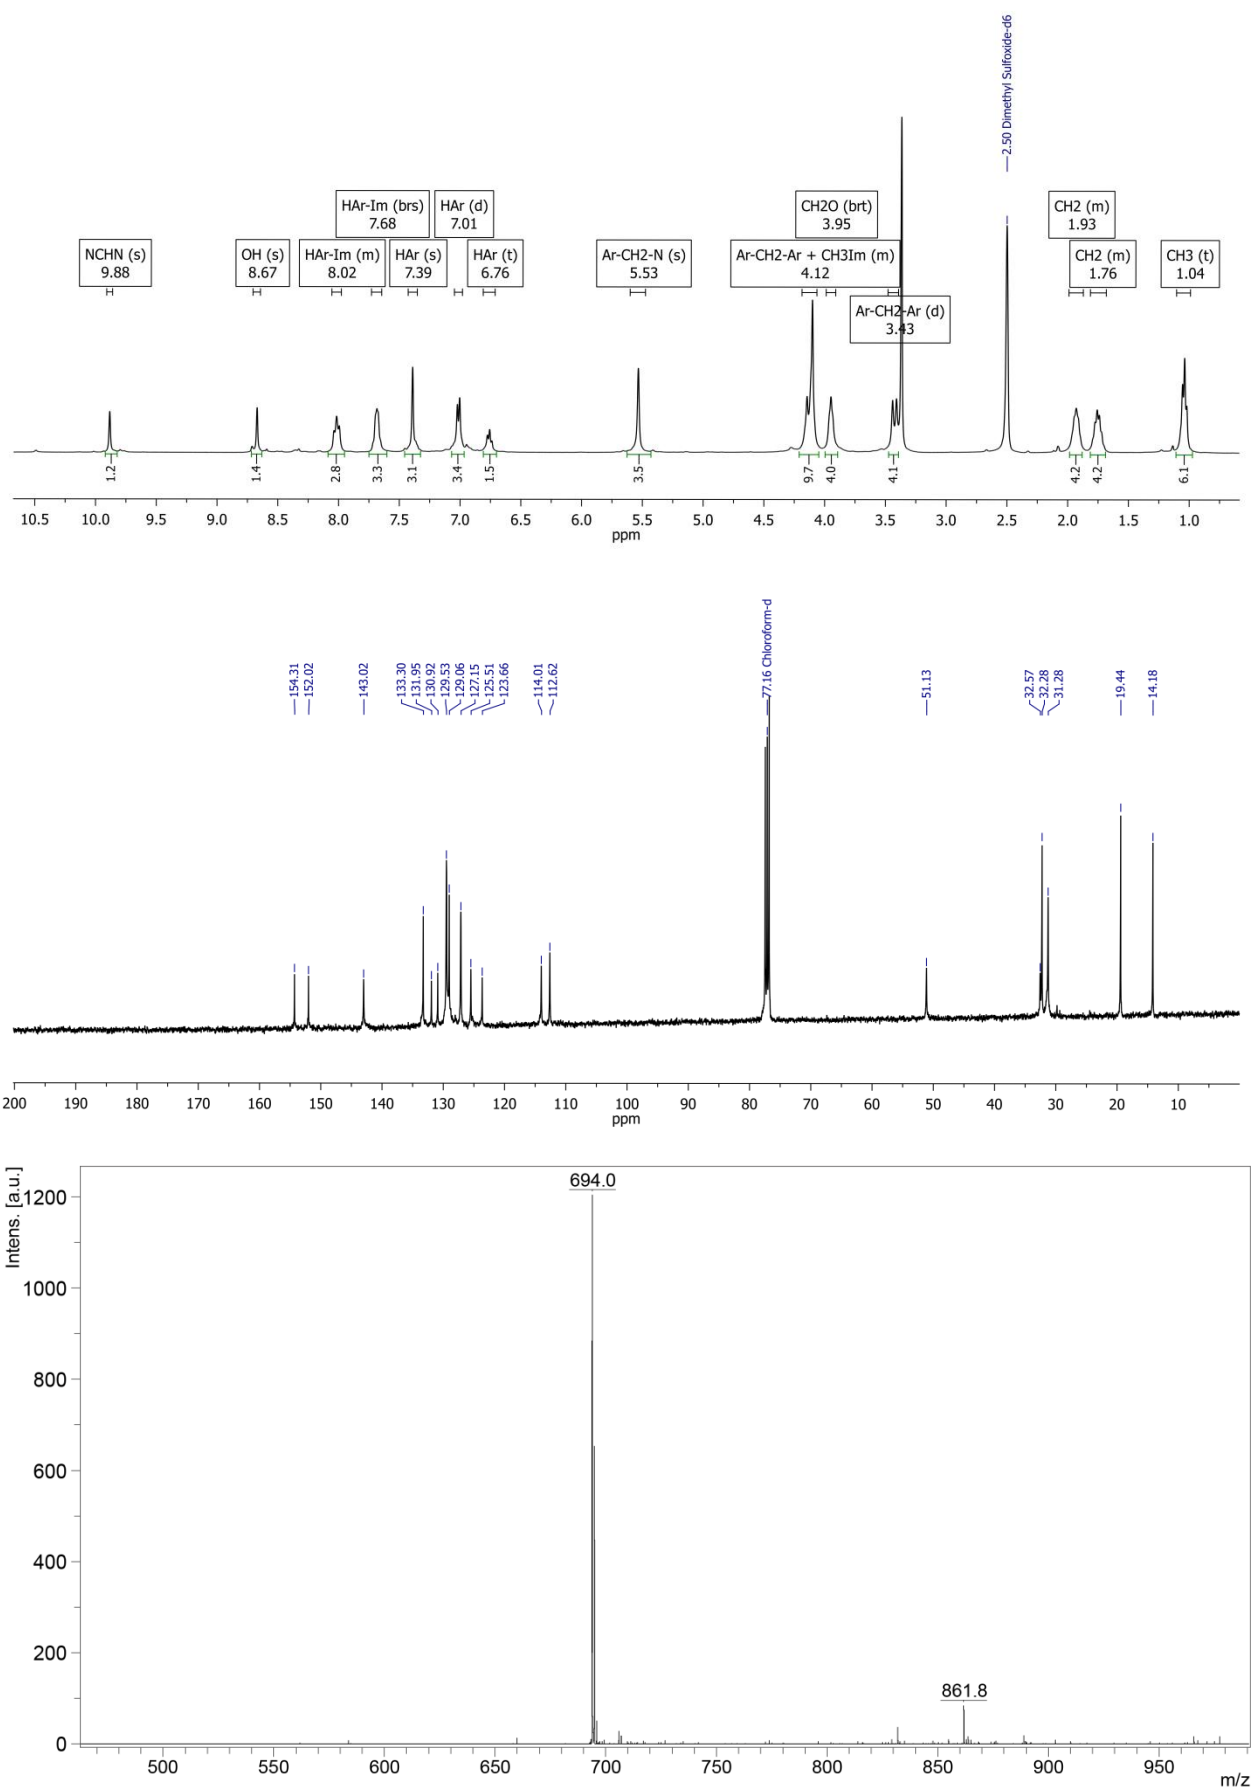 2.50 Dimethyl Sulfoxide-d6
HAr-Im (brs)
7.68
HAr (d)
7.01
CH2O (brt)
3.95
CH2 (m)
1.93
NCHN (s)
9.88
OH (s)
8.67
HAr-Im (m)
8.02
HAr (s)
7.39
HAr (t)
6.76
Ar-CH2-N (s)
5.53
Ar-CH2-Ar + CH3Im (m)
4.12
CH2 (m)
1.76
CH3 (t)
1.04
Ar-CH2-Ar (d)
3.43
1.2 1.4 2.8 3.3 3.1 3.4 1.5 3.5 9.7 4.0 4.1 4.2 4.2 6.1
10.5 10.0 9.5 9.0 8.5 8.0 7.5 7.0 6.5 6.0 5.5 5.0 4.5 4.0 3.5 3.0 2.5 2.0 1.5 1.0
ppm
154.31
152.02
143.02
133.30
131.95
130.92
129.53
129.06
127.15
125.51
123.66
114.01
112.62
77.16 Chloroform-d
51.13
32.57
32.28
31.28
19.44
14.18
200 190 180 170 160 150 140 130 120 110 100 90 80 70 60 50 40 30 20 10
ppm
Intens. [a.u.]
694.0
1200
1000
800
600
400
200
861.8
0
500 550 600 650 700 750 800 850 900 950
m/z